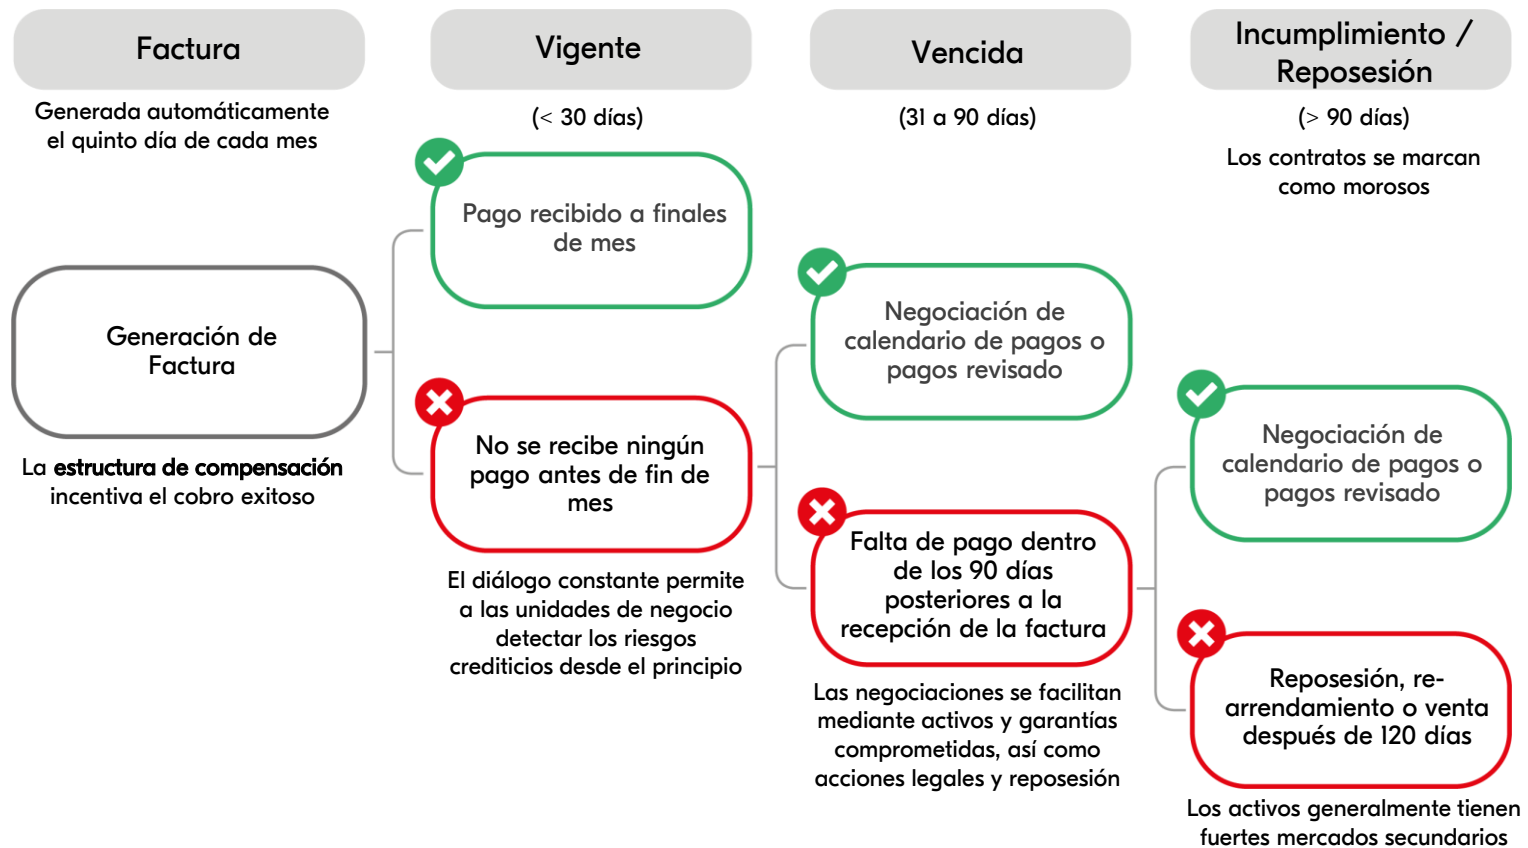 Factura
Generada automáticamente
el quinto día de cada mes
Generación de
Factura
La estructura de compensación
incentiva el cobro exitoso
Vigente
(< 30 días)
Pago recibido a finales
de mes
No se recibe ningún
pago antes de fin de
mes
El diálogo constante permite
a las unidades de negocio
detectar los riesgos
crediticios desde el principio
Vencida
(31 a 90 días)
Negociación de
calendario de pagos o
pagos revisado
Falta de pago dentro
de los 90 días
posteriores a la
recepción de la factura
Las negociaciones se facilitan
mediante activos y garantías
comprometidas, así como
acciones legales y reposesión
Incumplimiento /
Reposesión
(> 90 días)
Los contratos se marcan
como morosos
Negociación de
calendario de pagos o
pagos revisado
Reposesión, re-
arrendamiento o venta
después de 120 días
Los activos generalmente tienen
fuertes mercados secundarios